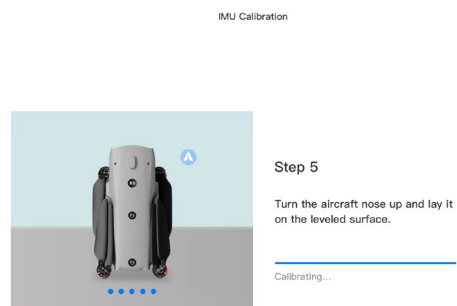 IMU Calibration
Step 5
Turn the aircraft nose up and lay it
on the leveled surface.
Calibrating...